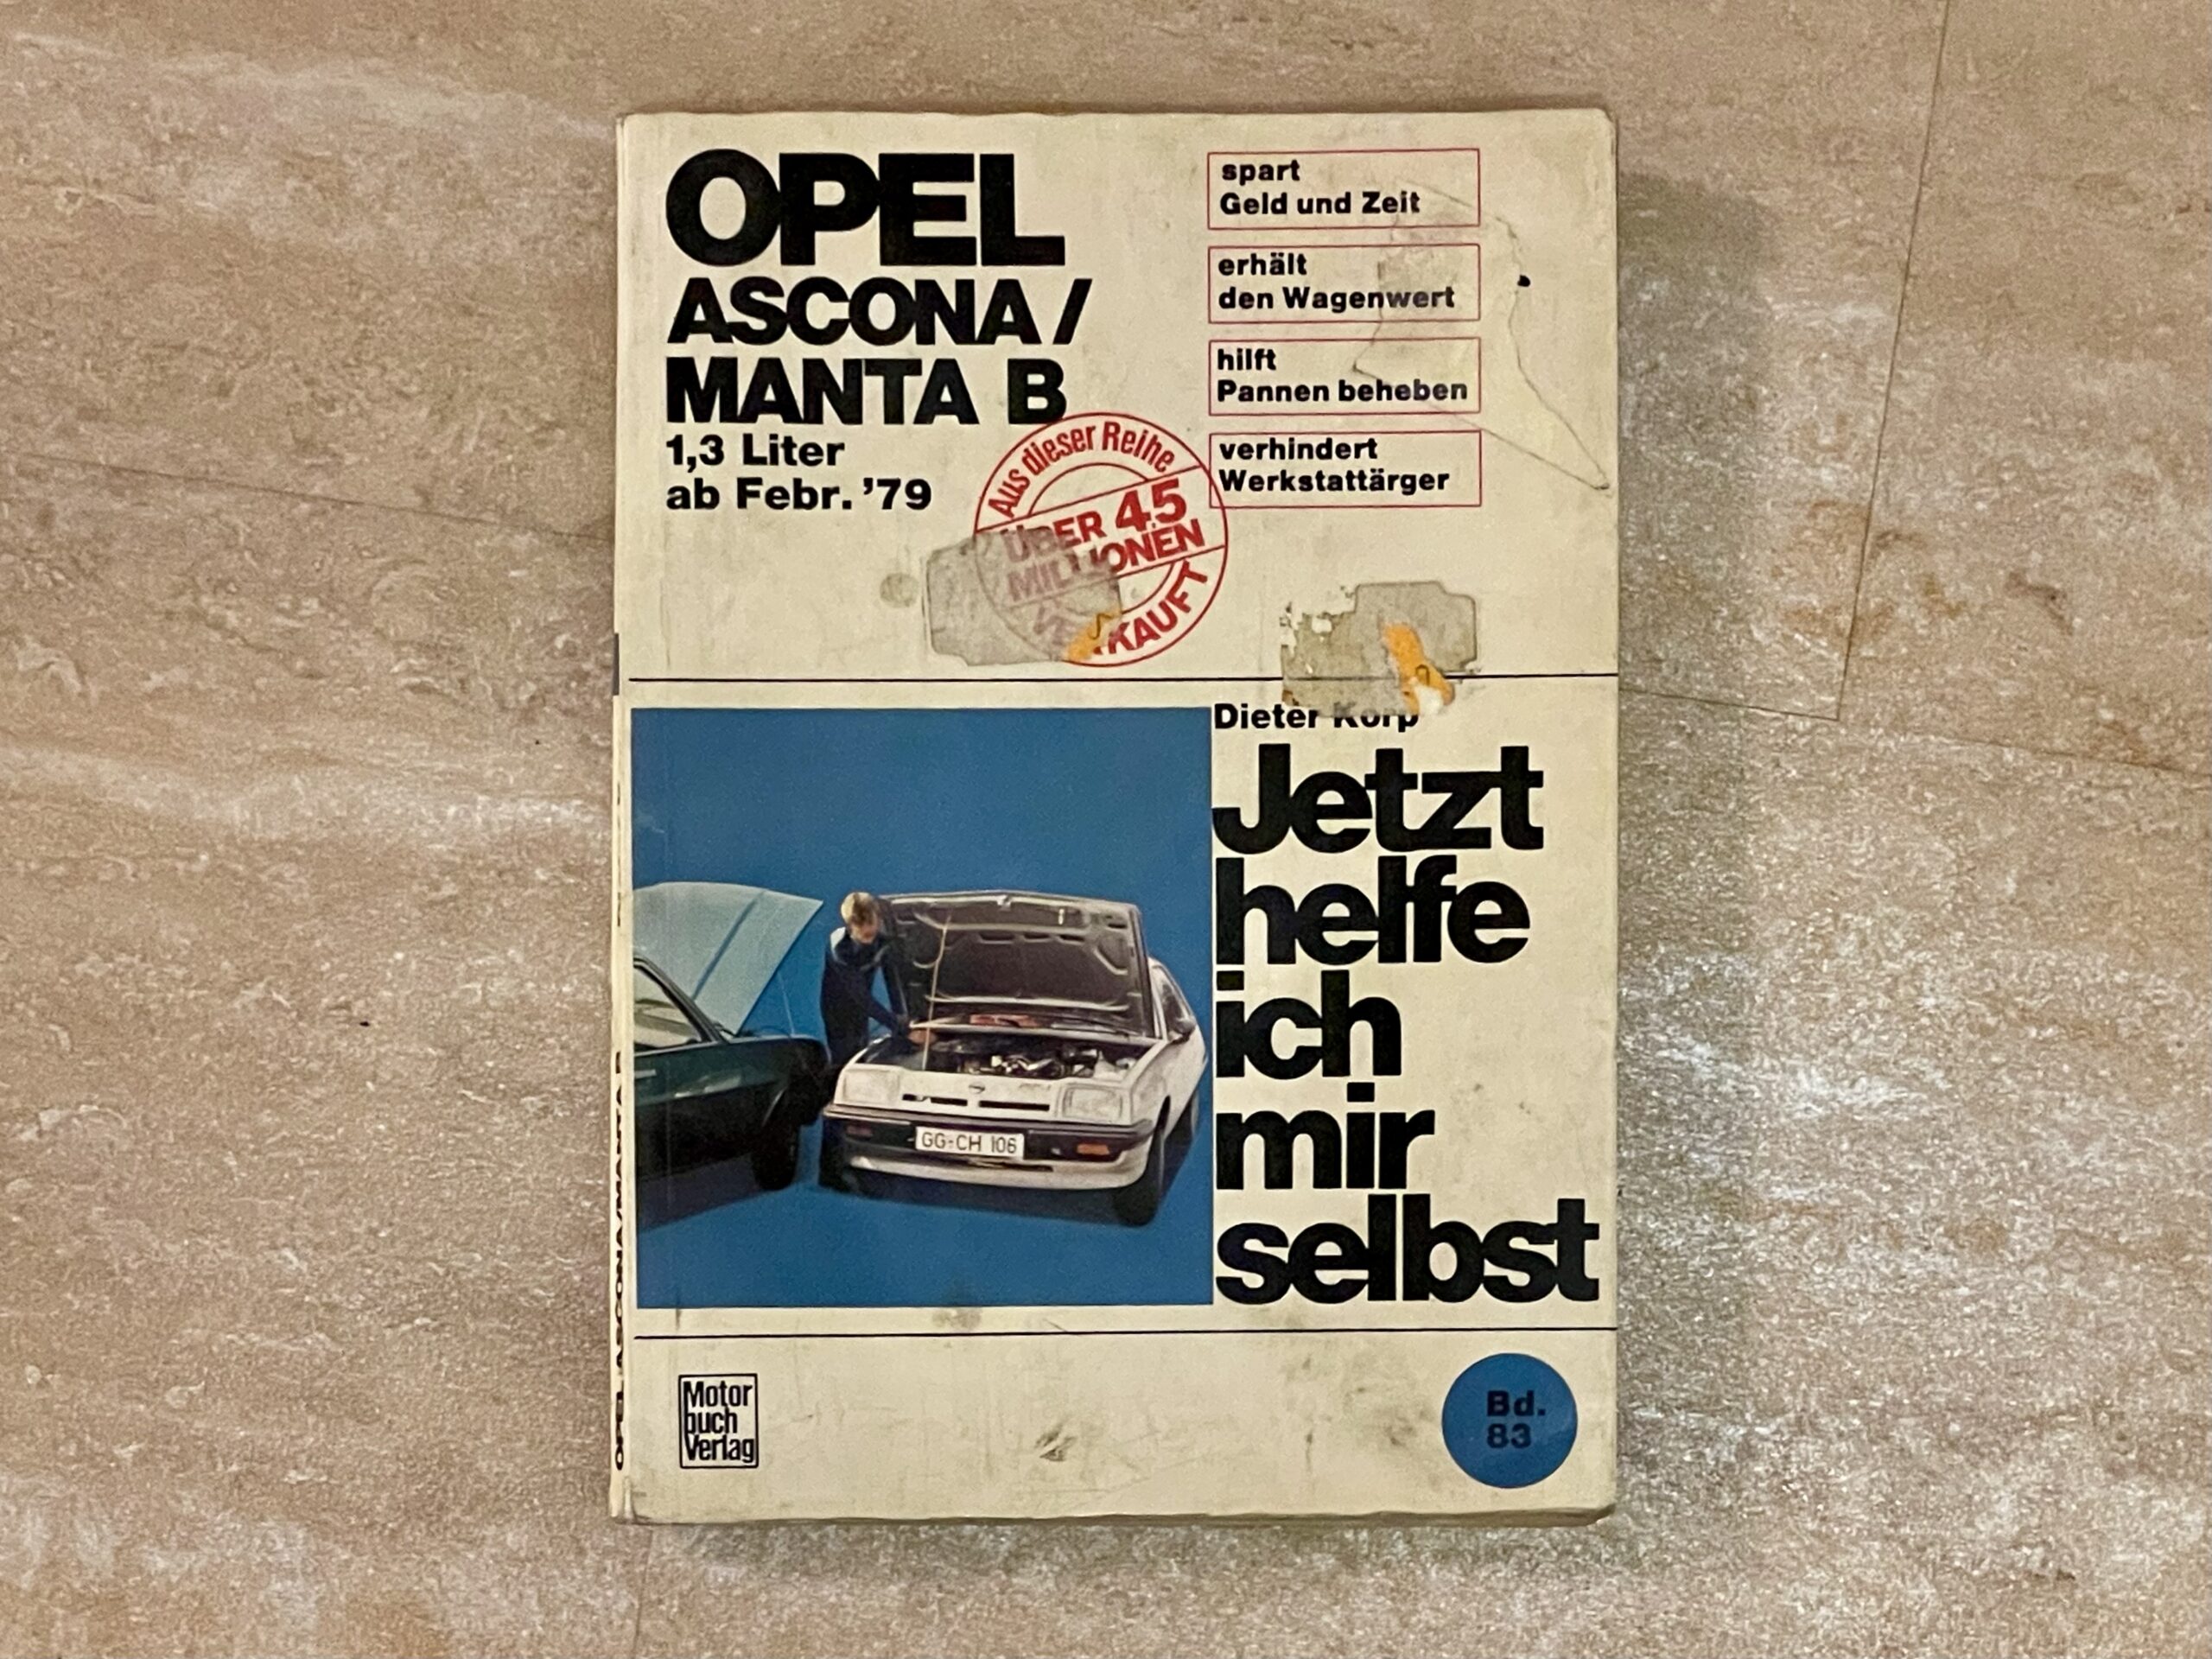 OPEL
ASCONA/
MANTA B
1,3 Liter
ab Febr. '79
spart
Geld und Zeit
erhält
den Wagenwert
hilft
Pannen beheben
verhindert
Werkstattärger
Aus dieser Reihe
ÜBER 4.5
MILLIONEN
VERKAUFT
Dieter Korp
Jetzt
helfe
ich
mir
selbst
GG-CH 106
Motor
buch
Verlag
Bd.
83
OPEL ASCONA/MANTA B